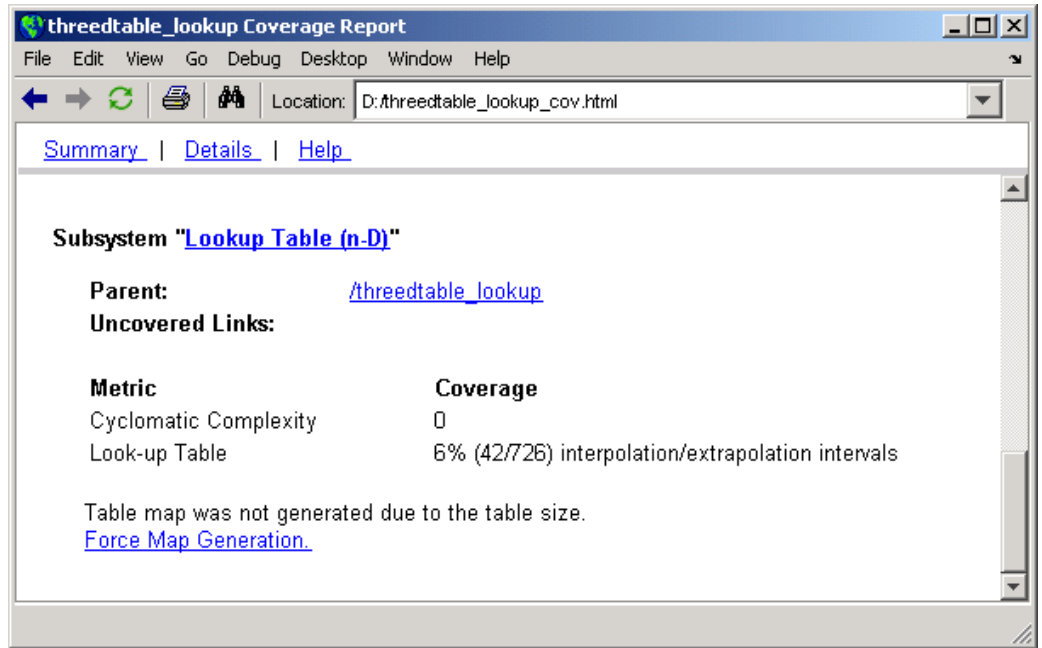 threedtable_lookup Coverage Report
File Edit View Go Debug Desktop Window Help
Location: D:/threedtable_lookup_cov.html
Summary | Details | Help
Subsystem "Lookup Table (n-D)"
Parent: /threedtable_lookup
Uncovered Links:
Metric Coverage
Cyclomatic Complexity 0
Look-up Table 6% (42/726) interpolation/extrapolation intervals
Table map was not generated due to the table size.
Force Map Generation.